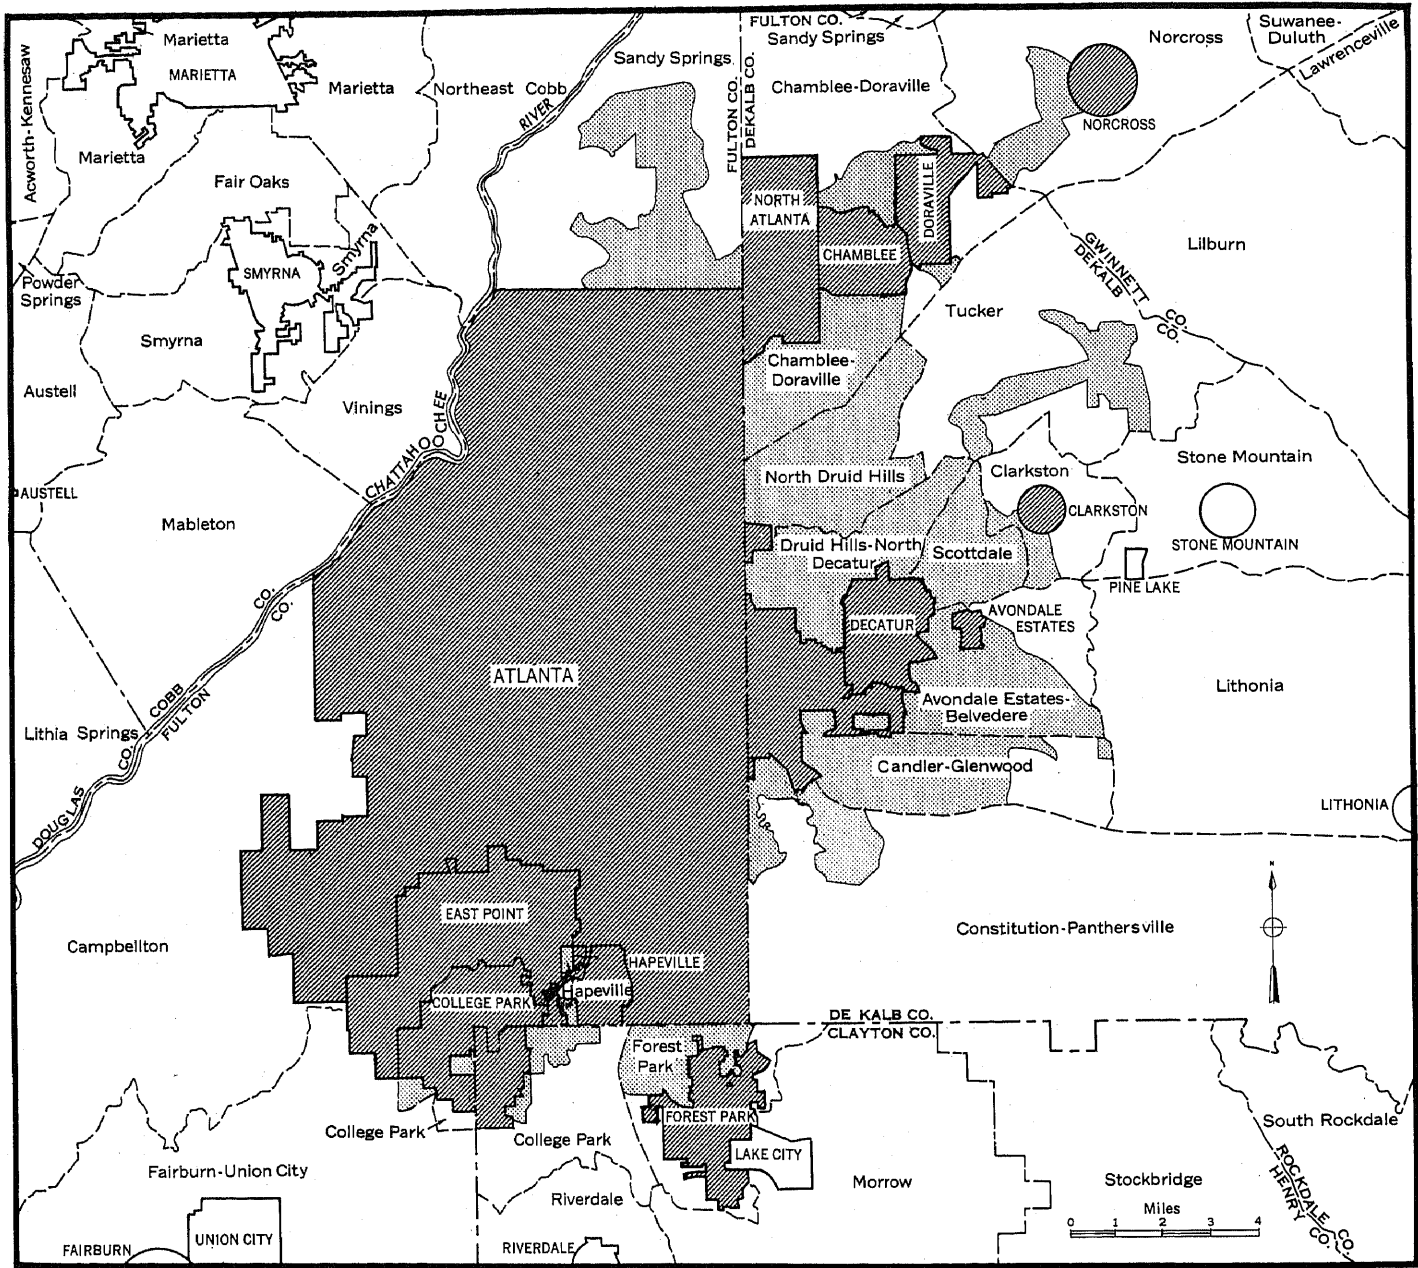 FULTON CO.
Sandy Springs
Suwanee-
Duluth
Norcross
Lawrenceville
Acworth-Kennesaw
Marietta
MARIETTA
Marietta
Northeast Cobb
RIVER
Sandy Springs
FULTON CO.
DEKALB CO.
Chamblee-Doraville
NORCROSS
Marietta
Fair Oaks
NORTH
ATLANTA
DORAVILLE
CHAMBLEE
Lilburn
GWINNETT CO.
DEKALB CO.
Smyrna
SMYRNA
Powder
Springs
Smyrna
Tucker
Chamblee-
Doraville
Austell
Vinings
CHATTAHOOCHEE
North Druid Hills
Clarkston
Stone Mountain
AUSTELL
Mableton
CLARKSTON
STONE MOUNTAIN
Druid Hills-North
Decatur
Scottdale
PINE LAKE
CO.
CO.
DECATUR
AVONDALE
ESTATES
ATLANTA
COBB
FULTON
Lithia Springs
Avondale Estates-
Belvedere
Lithonia
DOUGLAS CO.
Candler-Glenwood
LITHONIA
N
EAST POINT
Campbellton
Constitution-Panthersville
HAPEVILLE
Hapeville
COLLEGE PARK
DE KALB CO.
CLAYTON CO.
Forest
Park
FOREST PARK
College Park
College Park
LAKE CITY
South Rockdale
Fairburn-Union City
Riverdale
Morrow
Stockbridge
ROCKDALE CO.
HENRY CO.
Miles
0 1 2 3 4
UNION CITY
FAIRBURN
RIVERDALE